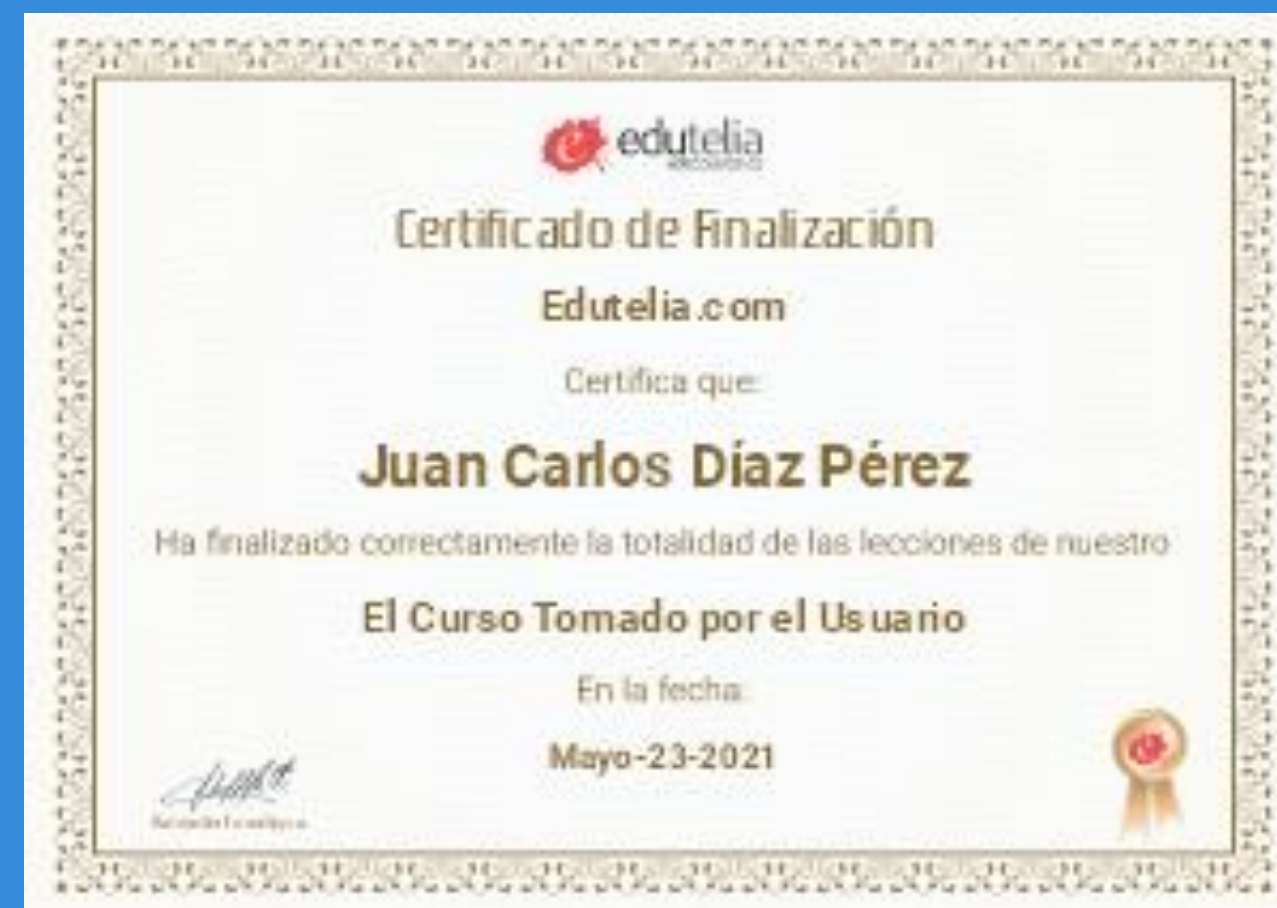 edutelia
Certificado de Finalización
Edutelia.com
Certifica que:
Juan Carlos Díaz Pérez
Ha finalizado correctamente la totalidad de las lecciones de nuestro
El Curso Tomado por el Usuario
En la fecha:
Mayo-23-2021